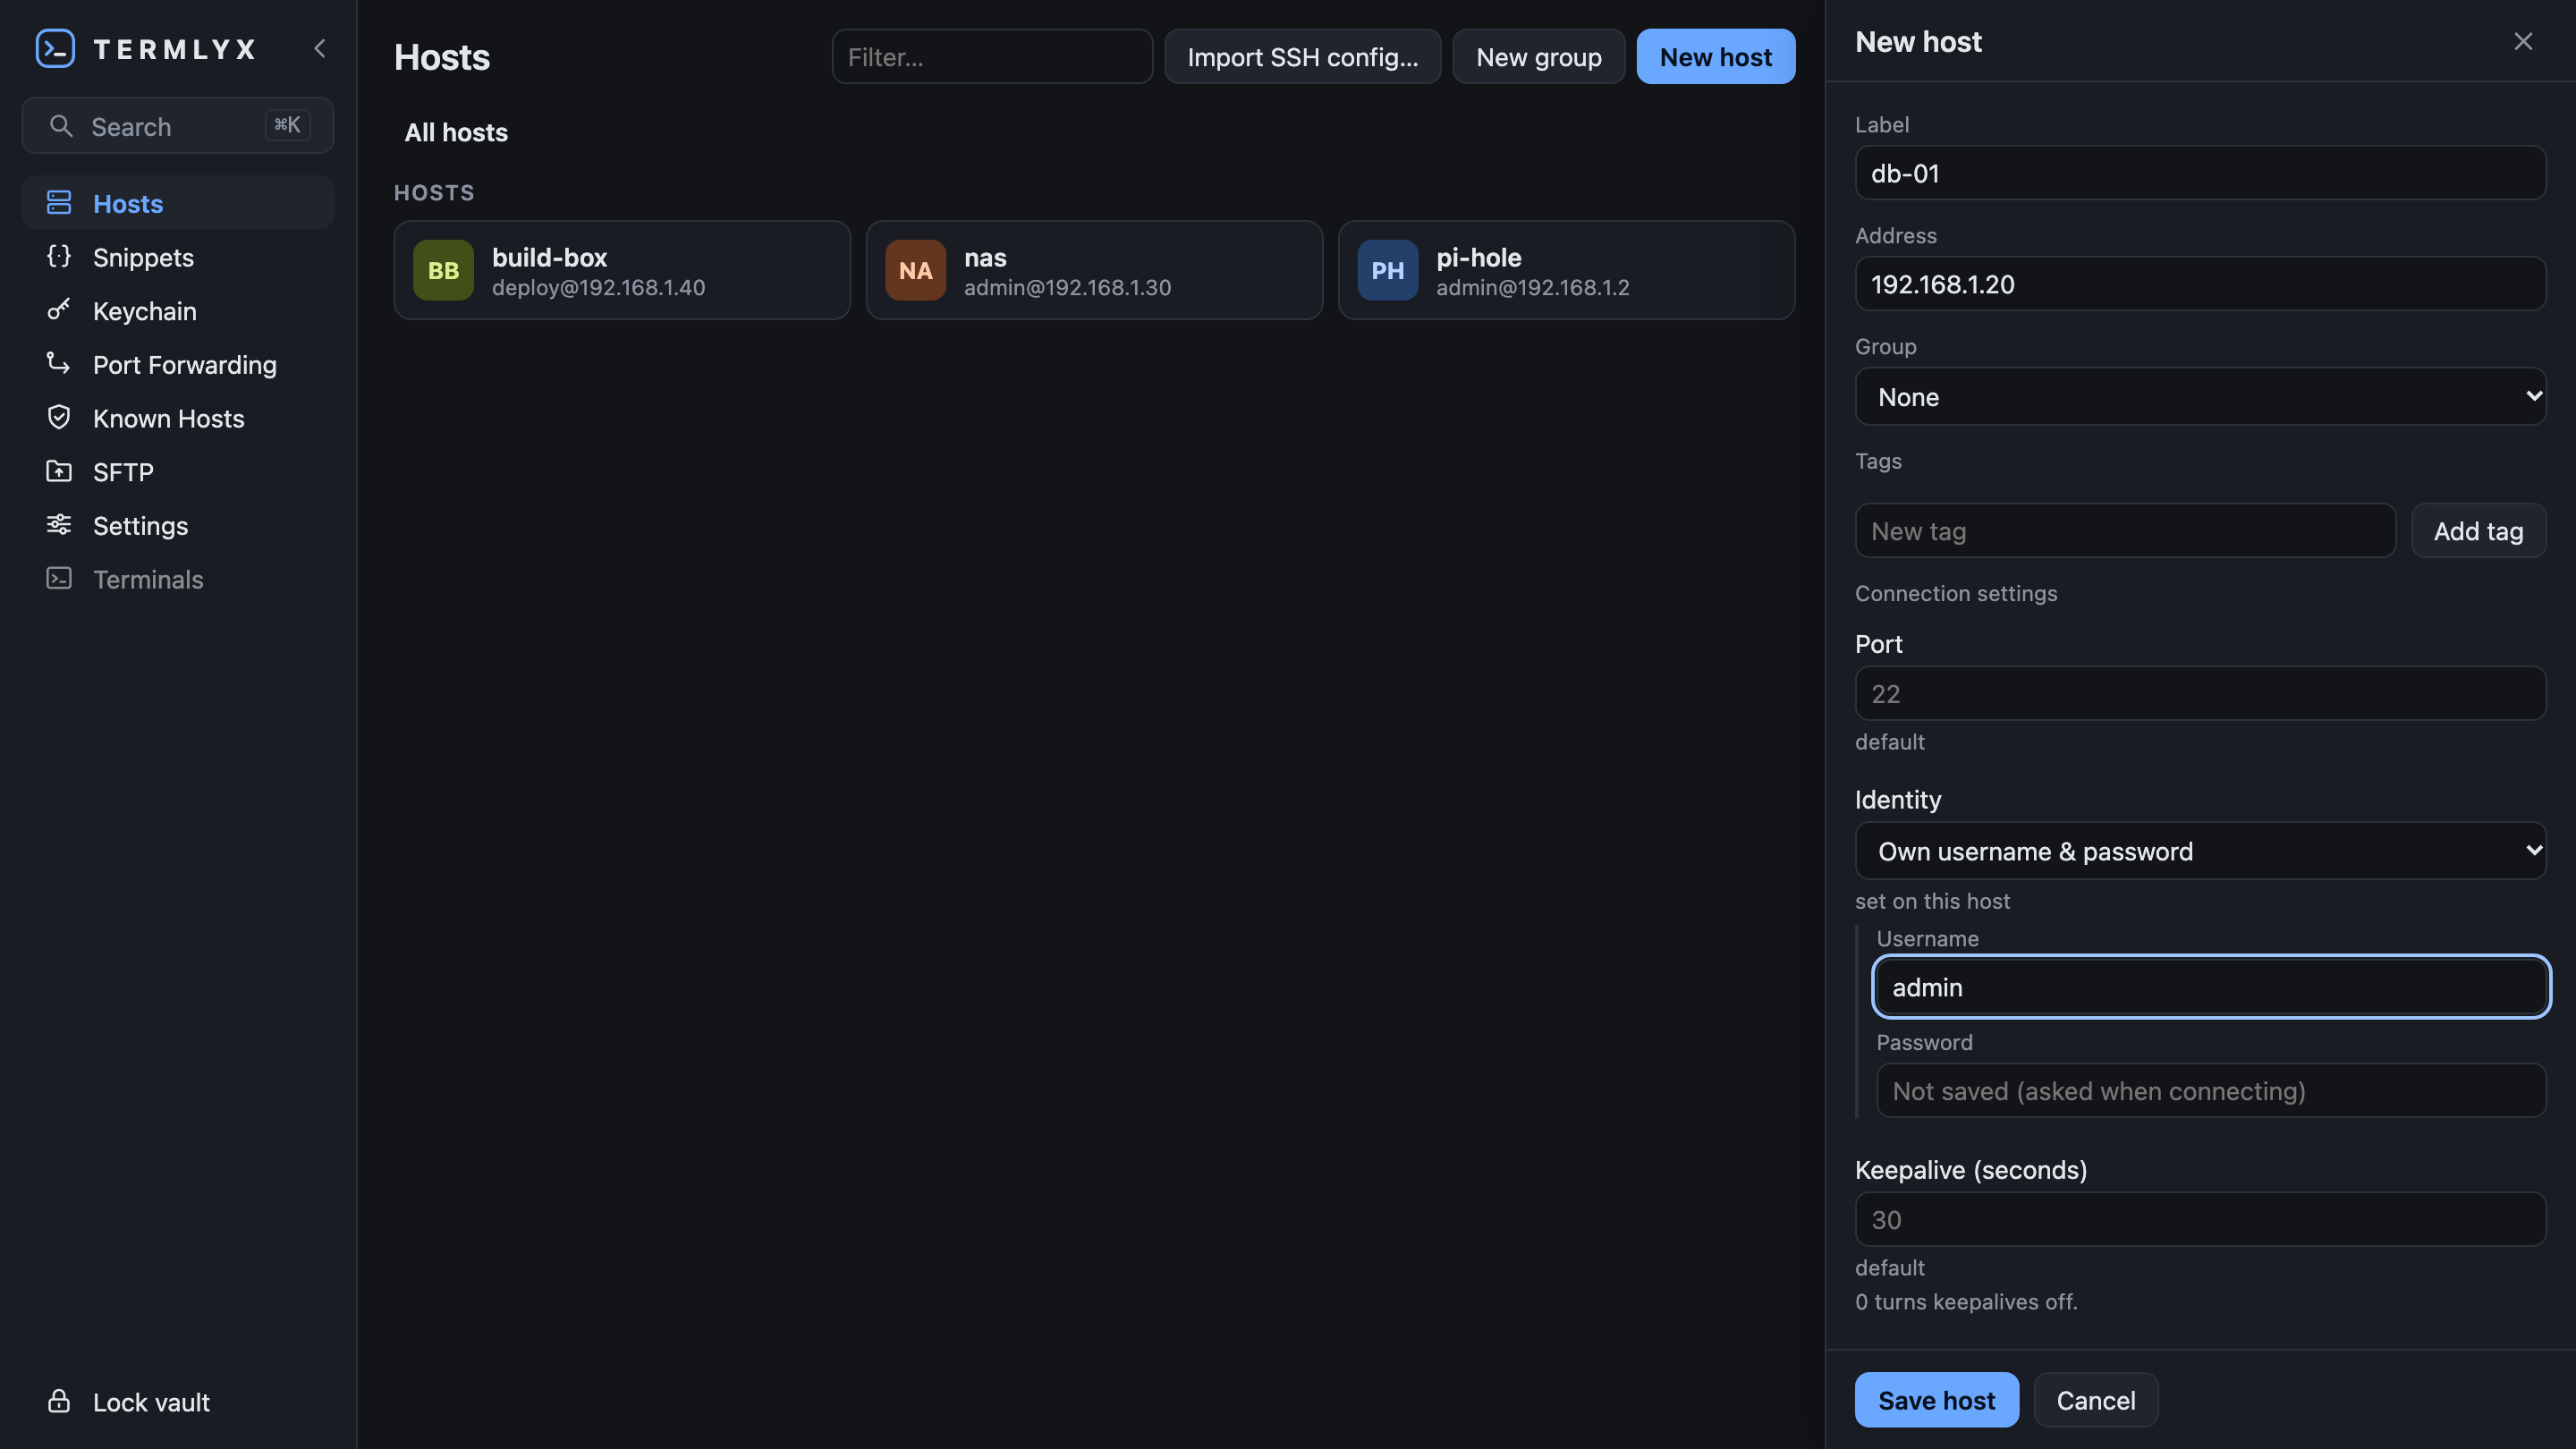 TERMLYX
Search ⌘K
Hosts
Snippets
Keychain
Port Forwarding
Known Hosts
SFTP
Settings
Terminals
Lock vault
Hosts
Filter...
Import SSH config...
New group
New host
All hosts
HOSTS
BB
build-box
deploy@192.168.1.40
NA
nas
admin@192.168.1.30
PH
pi-hole
admin@192.168.1.2
New host
Label
db-01
Address
192.168.1.20
Group
None
Tags
New tag
Add tag
Connection settings
Port
22
default
Identity
Own username & password
set on this host
Username
admin
Password
Not saved (asked when connecting)
Keepalive (seconds)
30
default
0 turns keepalives off.
Save host
Cancel